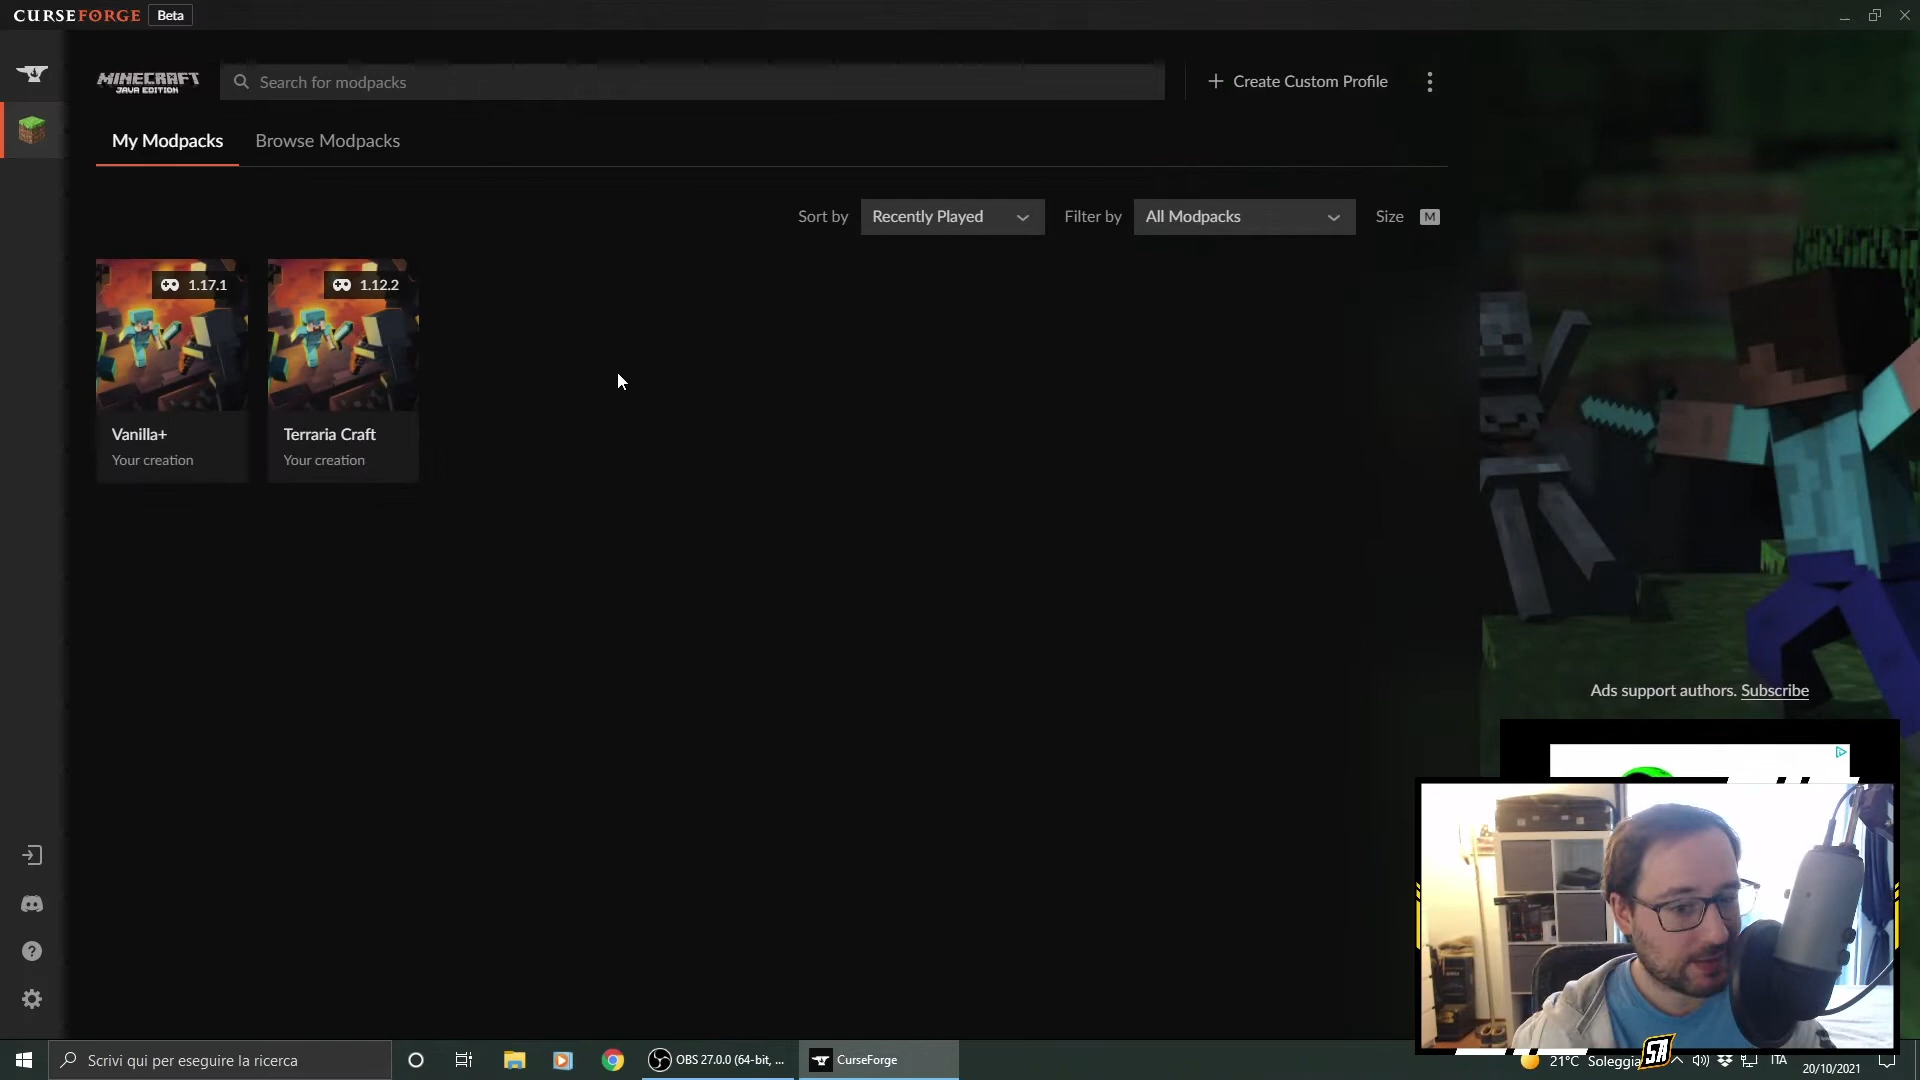 CURSEFORGE Beta
MINECRAFT
JAVA EDITION
Search for modpacks
Create Custom Profile
My Modpacks
Browse Modpacks
Sort by Recently Played
Filter by All Modpacks
Size M
1.17.1
Vanilla+
Your creation
1.12.2
Terraria Craft
Your creation
Ads support authors. Subscribe
SA
Scrivi qui per eseguire la ricerca
OBS 27.0.0 (64-bit, ...
CurseForge
21°C
ITA
20/10/2021